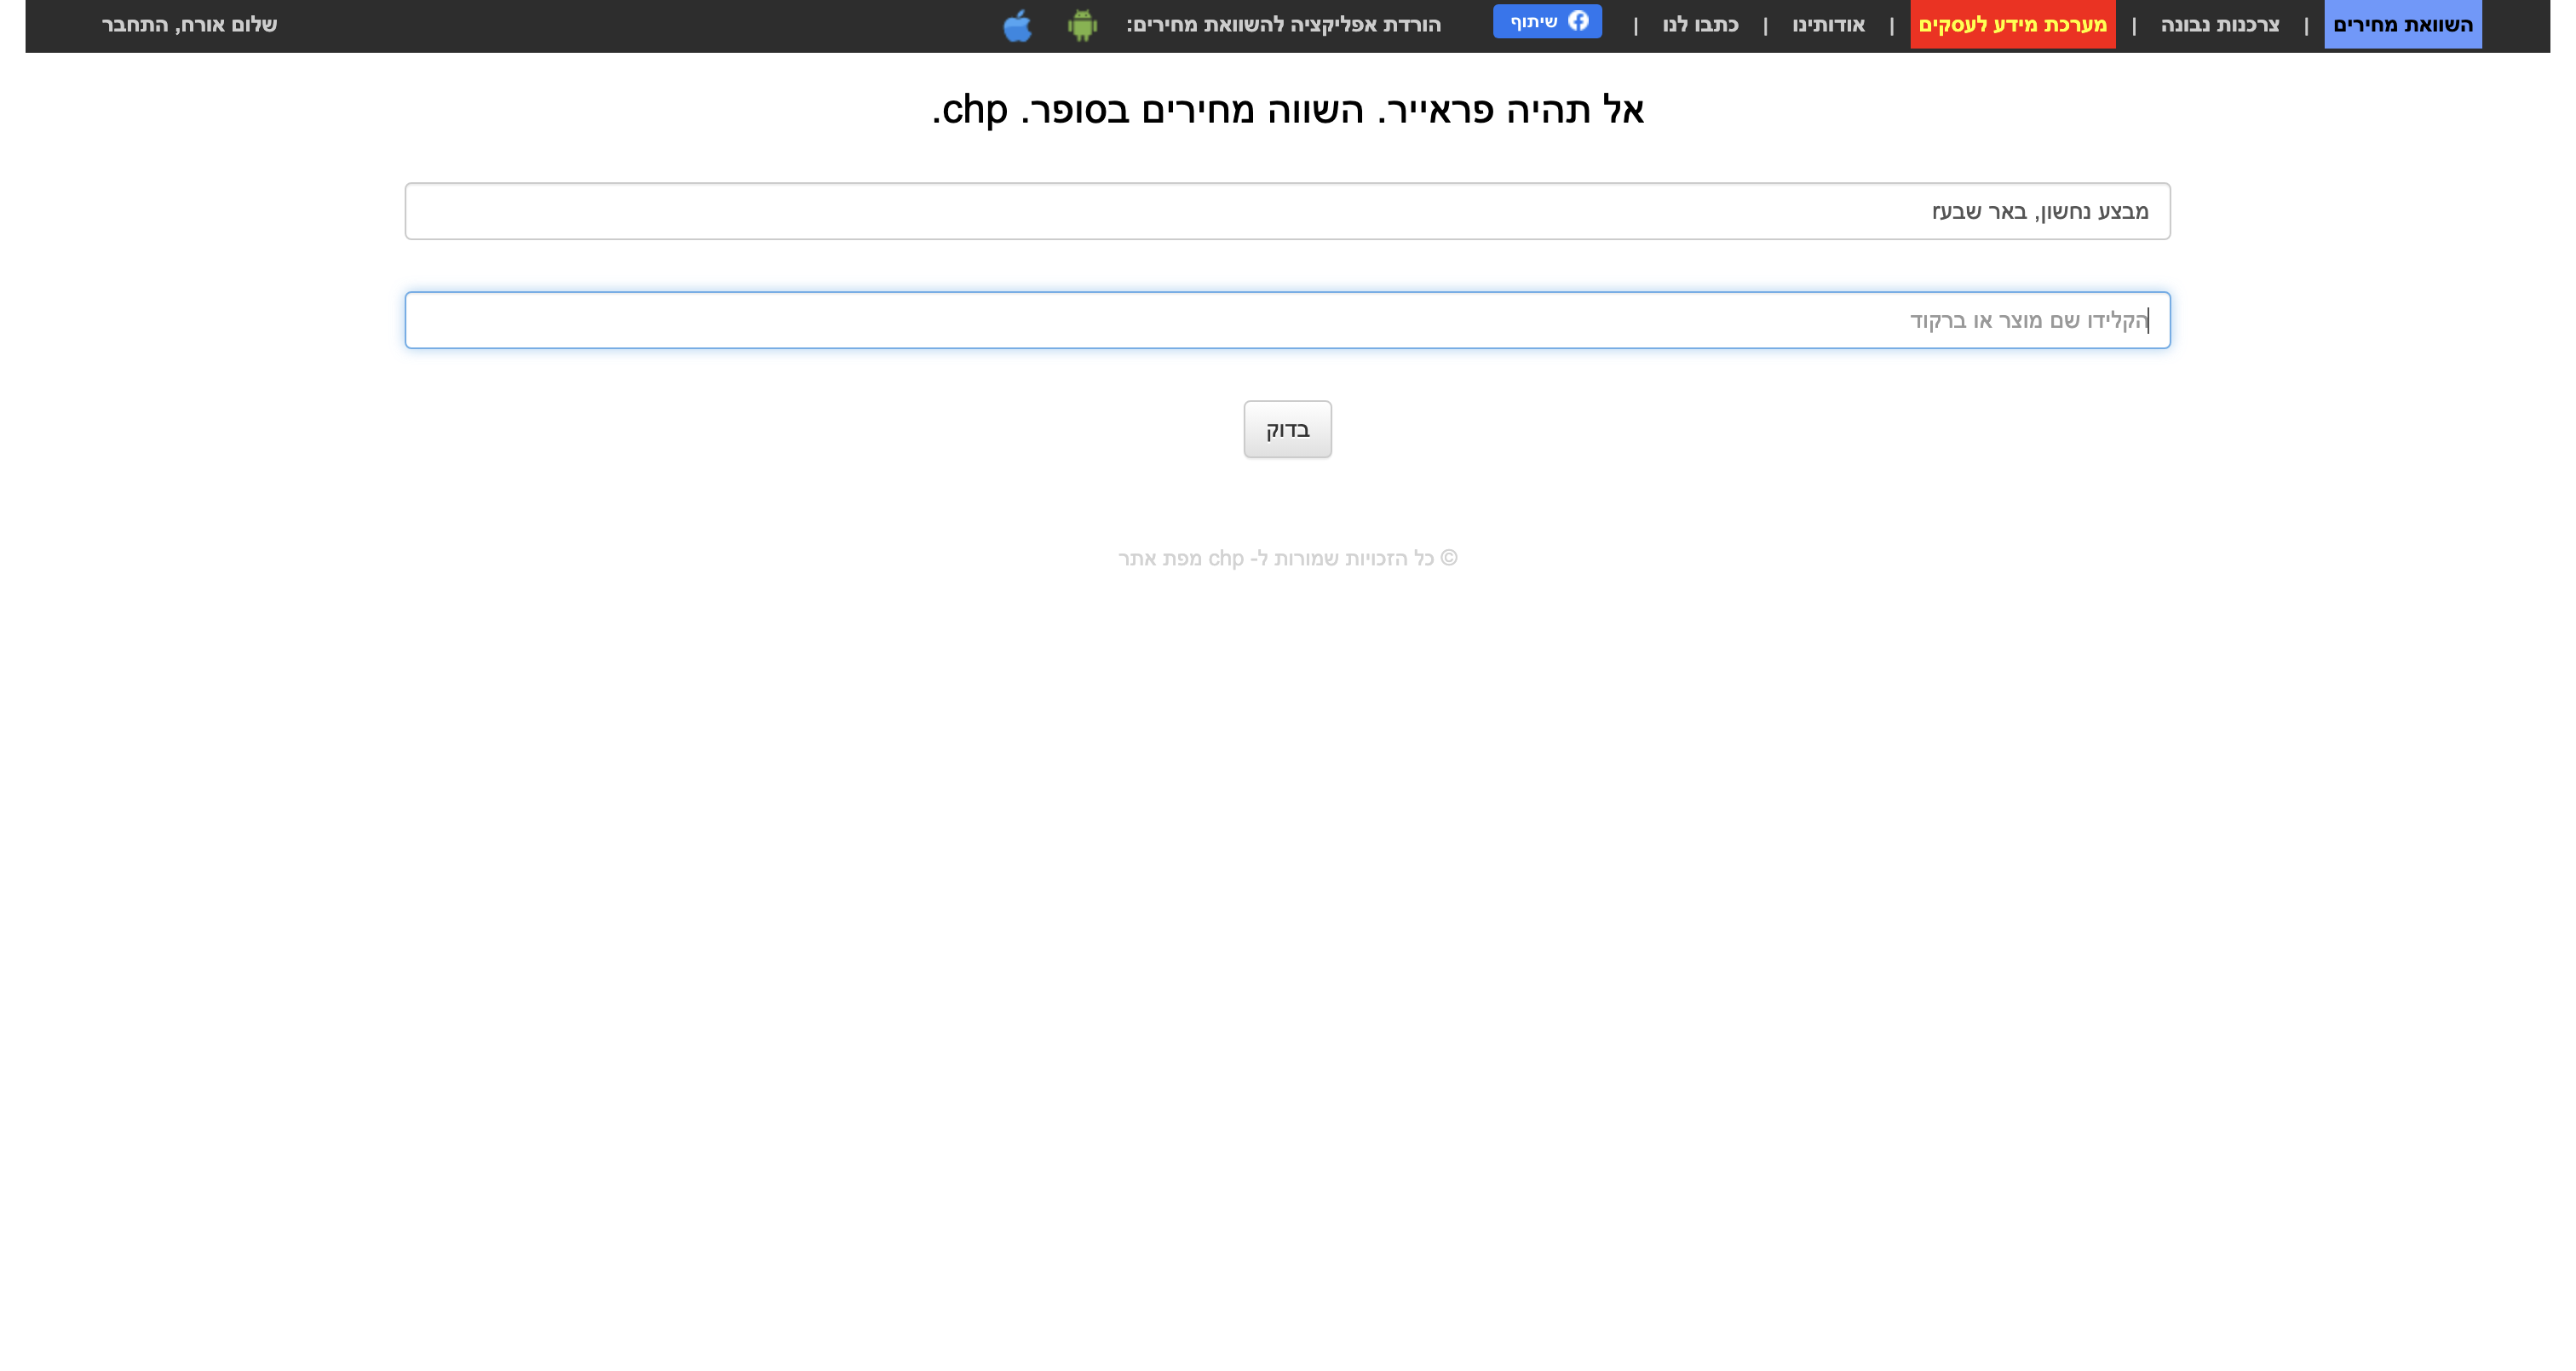 השוואת מחירים | צרכנות נבונה | מערכת מידע לעסקים | אודותינו | כתבו לנו | שיתוף הורדת אפליקציה להשוואת מחירים: שלום אורח, התחבר
אל תהיה פראייר. השווה מחירים בסופר. chp.
מבצע נחשון, באר שבעr
הקלידו שם מוצר או ברקוד
בדוק
© כל הזכויות שמורות ל- chp מפת אתר